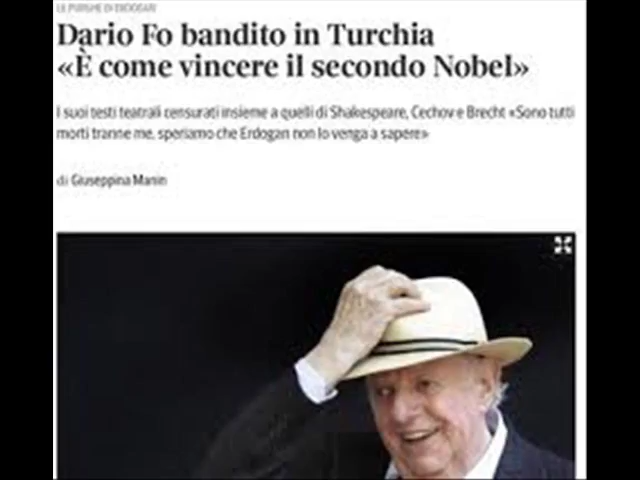 LE PURGHE DI ERDOGAN
Dario Fo bandito in Turchia
«È come vincere il secondo Nobel»
I suoi testi teatrali censurati insieme a quelli di Shakespeare, Cechov e Brecht «Sono tutti
morti tranne me, speriamo che Erdogan non lo venga a sapere»
di Giuseppina Manin